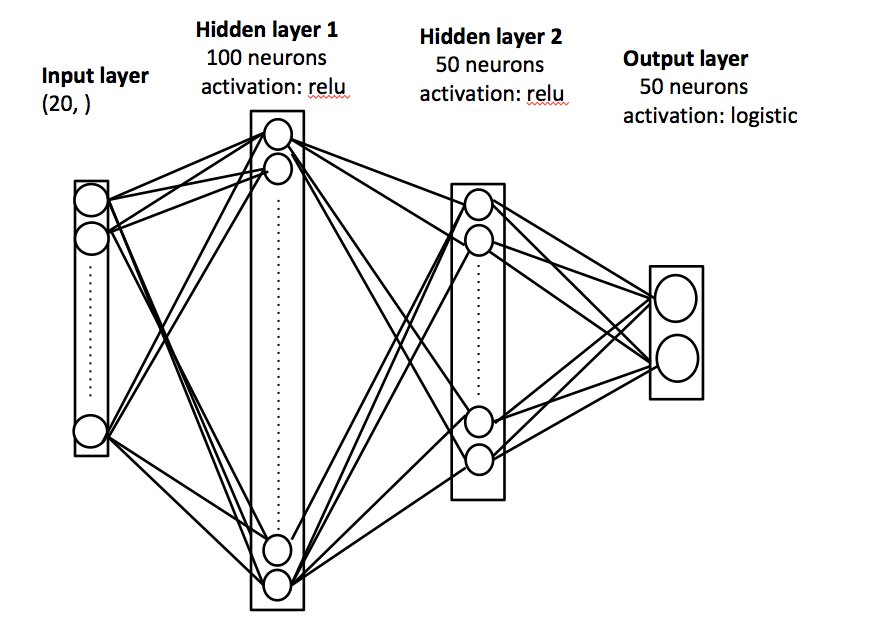 Input layer
(20, )
Hidden layer 1
100 neurons
activation: relu
Hidden layer 2
50 neurons
activation: relu
Output layer
50 neurons
activation: logistic